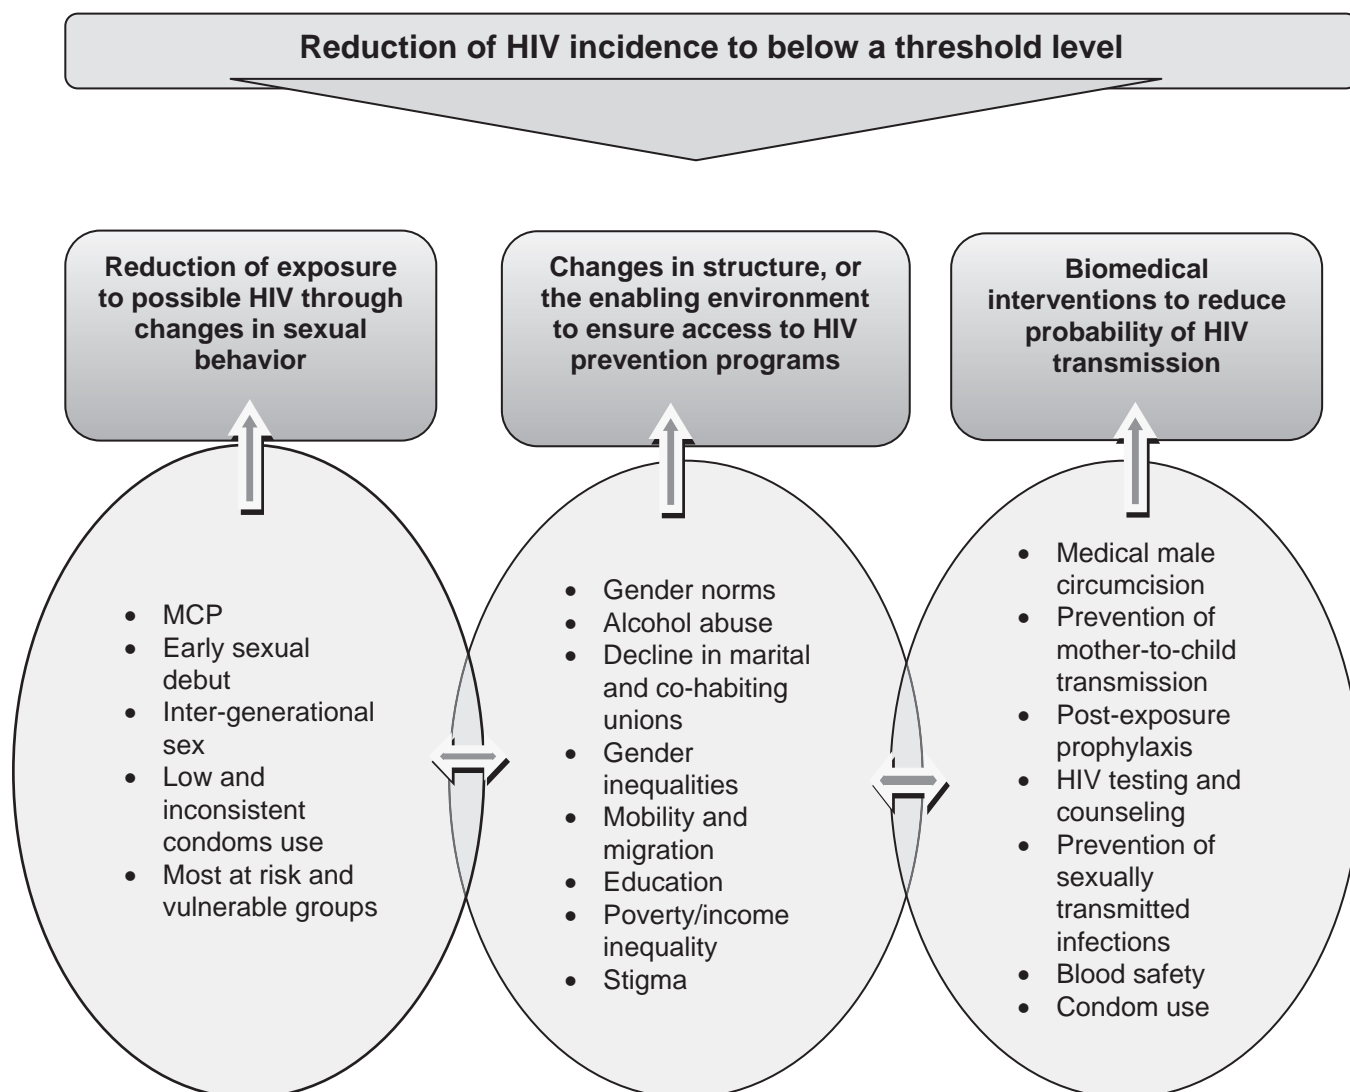 Reduction of HIV incidence to below a threshold level
Reduction of exposure
to possible HIV through
changes in sexual
behavior
Changes in structure, or
the enabling environment
to ensure access to HIV
prevention programs
Biomedical
interventions to reduce
probability of HIV
transmission
• MCP
• Early sexual
debut
• Inter-generational
sex
• Low and
inconsistent
condoms use
• Most at risk and
vulnerable groups
• Gender norms
• Alcohol abuse
• Decline in marital
and co-habiting
unions
• Gender
inequalities
• Mobility and
migration
• Education
• Poverty/income
inequality
• Stigma
• Medical male
circumcision
• Prevention of
mother-to-child
transmission
• Post-exposure
prophylaxis
• HIV testing and
counseling
• Prevention of
sexually
transmitted
infections
• Blood safety
• Condom use